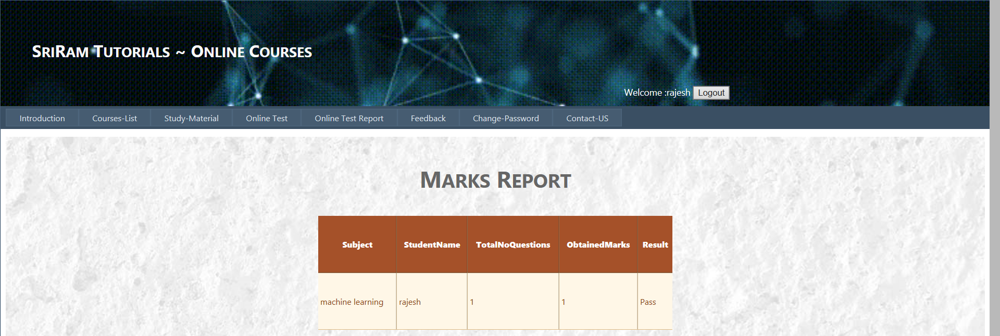 SriRam Tutorials ~ Online Courses
Welcome :rajesh Logout
Introduction Courses-List Study-Material Online Test Online Test Report Feedback Change-Password Contact-US
Marks Report
Subject StudentName TotalNoQuestions ObtainedMarks Result
machine learning rajesh 1 1 Pass